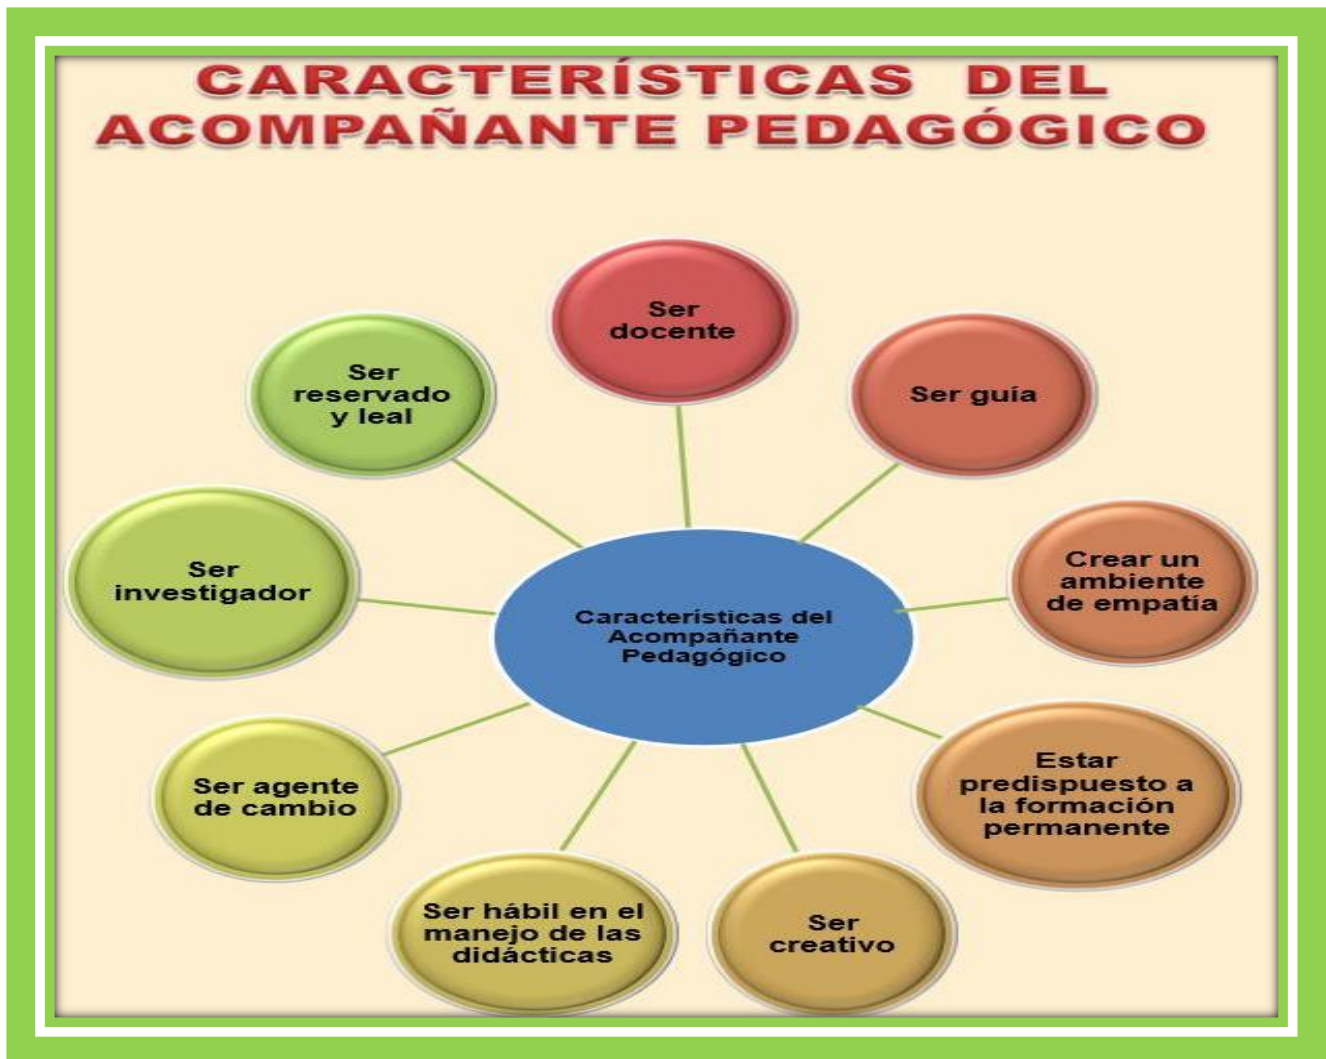 CARACTERÍSTICAS DEL
ACOMPAÑANTE PEDAGÓGICO
Ser
docente
Ser guía
Crear un
ambiente
de empatía
Estar
predispuesto a
la formación
permanente
Ser
creativo
Ser hábil en el
manejo de las
didácticas
Ser agente
de cambio
Ser
investigador
Ser
reservado
y leal
Características del
Acompañante
Pedagógico